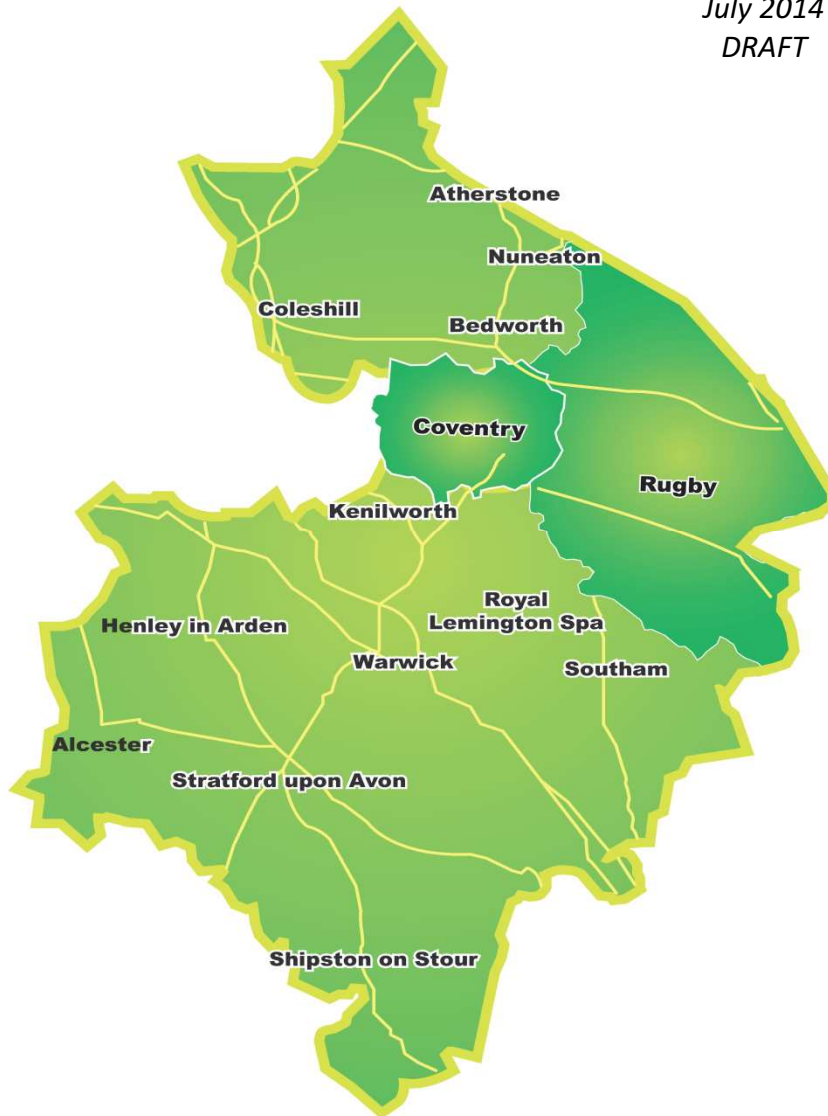 July 2014
DRAFT
Atherstone
Nuneaton
Coleshill
Bedworth
Coventry
Rugby
Kenilworth
Royal
Lemington Spa
Henley in Arden
Warwick
Southam
Alcester
Stratford upon Avon
Shipston on Stour